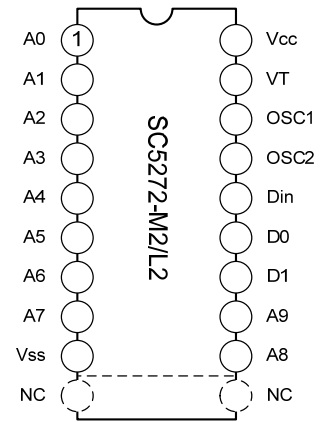 A0 1 Vcc
A1 VT
A2 OSC1
A3 OSC2
A4 Din
A5 D0
A6 D1
A7 A9
Vss A8
NC NC
SC5272-M2/L2